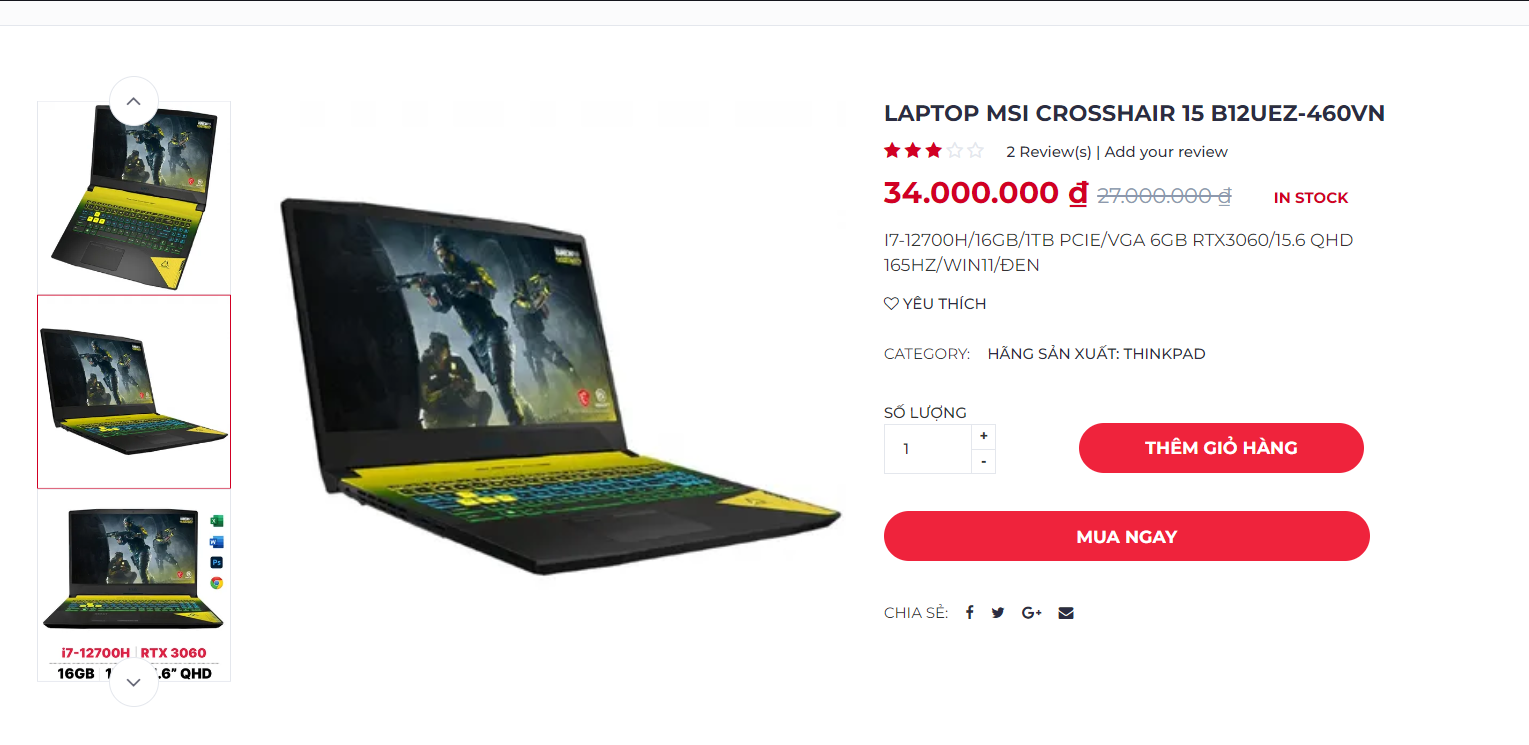 LAPTOP MSI CROSSHAIR 15 B12UEZ-460VN
2 Review(s) | Add your review
34.000.000 ₫ 27.000.000 ₫ IN STOCK
I7-12700H/16GB/1TB PCIE/VGA 6GB RTX3060/15.6 QHD
165HZ/WIN11/ĐEN
YÊU THÍCH
CATEGORY: HÃNG SẢN XUẤT: THINKPAD
SỐ LƯỢNG
1
+
-
THÊM GIỎ HÀNG
MUA NGAY
CHIA SẺ:
i7-12700H | RTX 3060
16GB .6" QHD